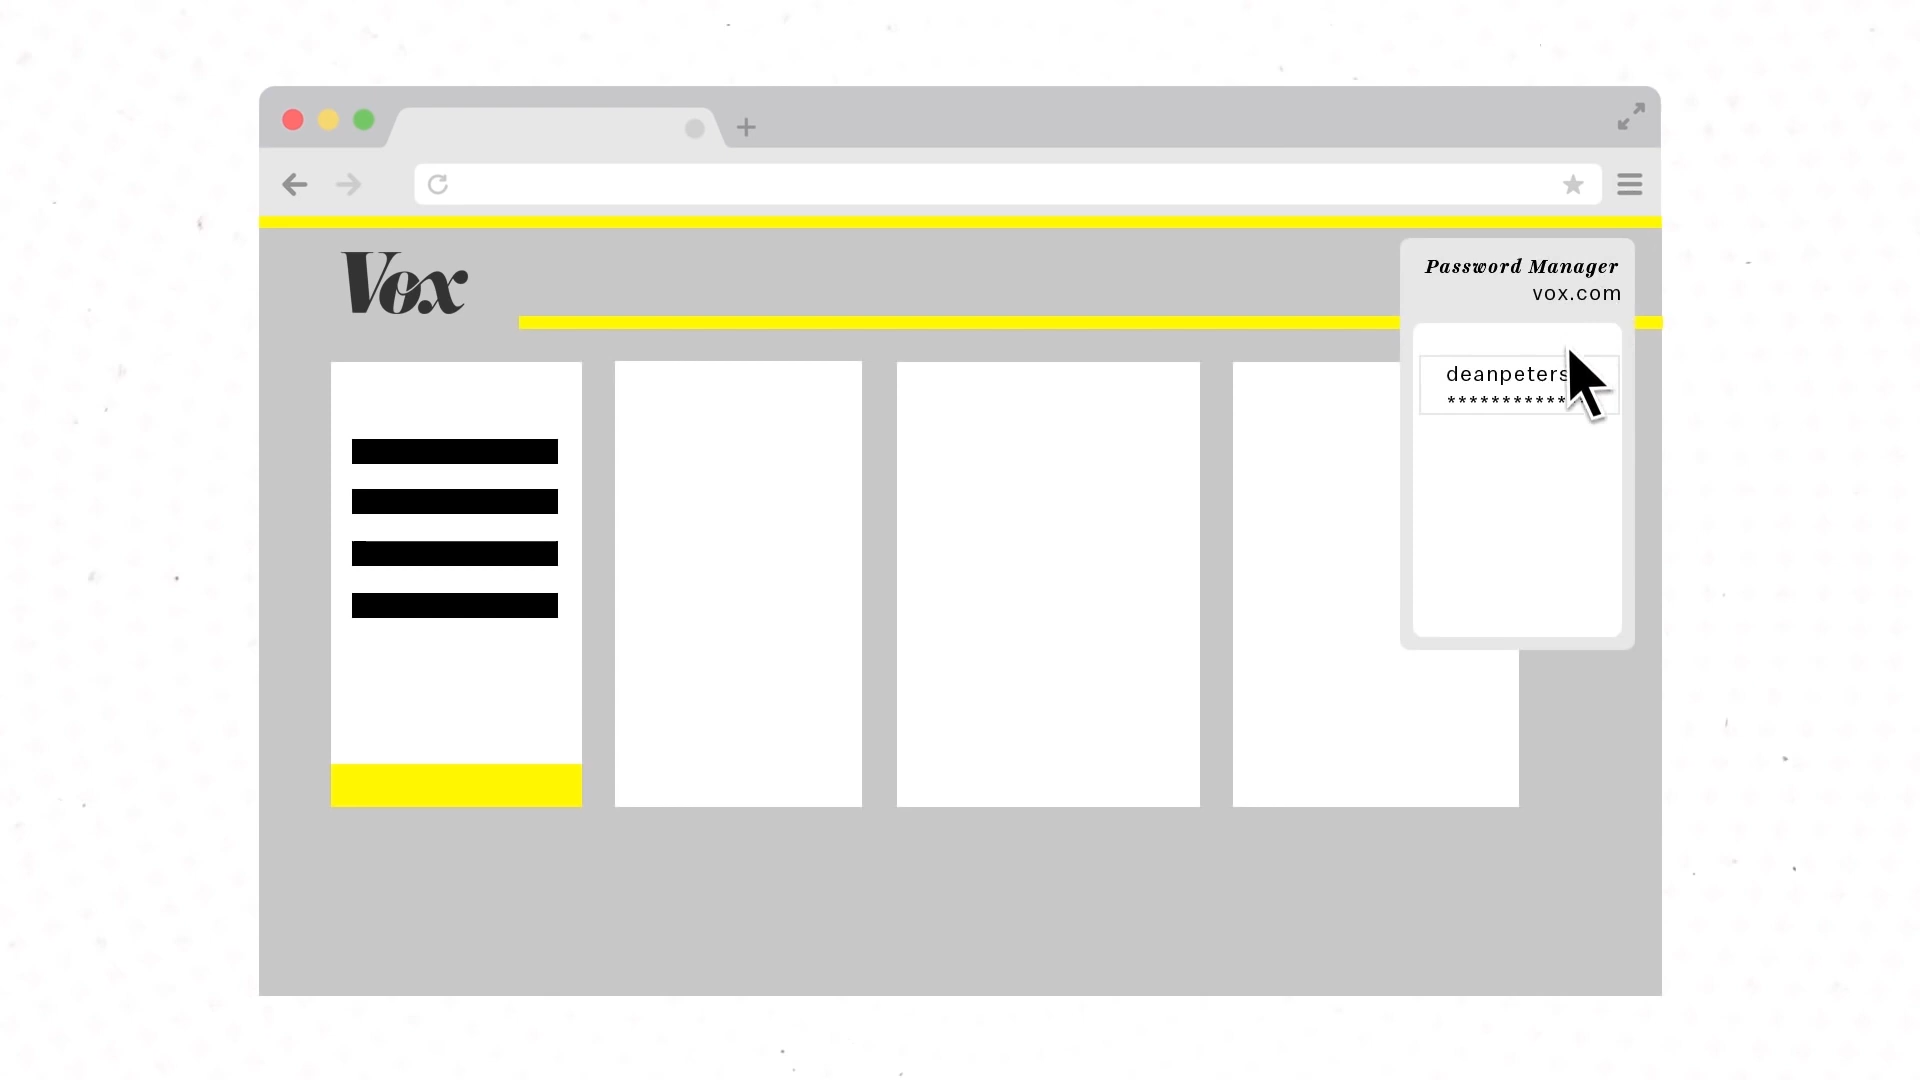 Vox
Password Manager
vox.com
deanpeters
************